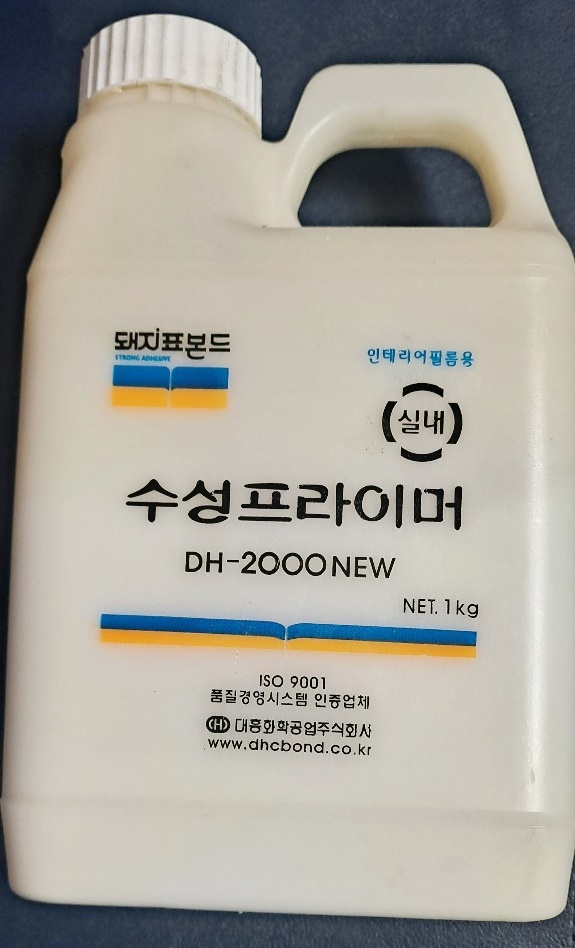 돼지표본드
STRONG ADHESIVE
인테리어필름용
실내
수성프라이머
DH-2000NEW
NET. 1kg
ISO 9001
품질경영시스템 인증업체
DH 대흥화학공업주식회사
www.dhcbond.co.kr